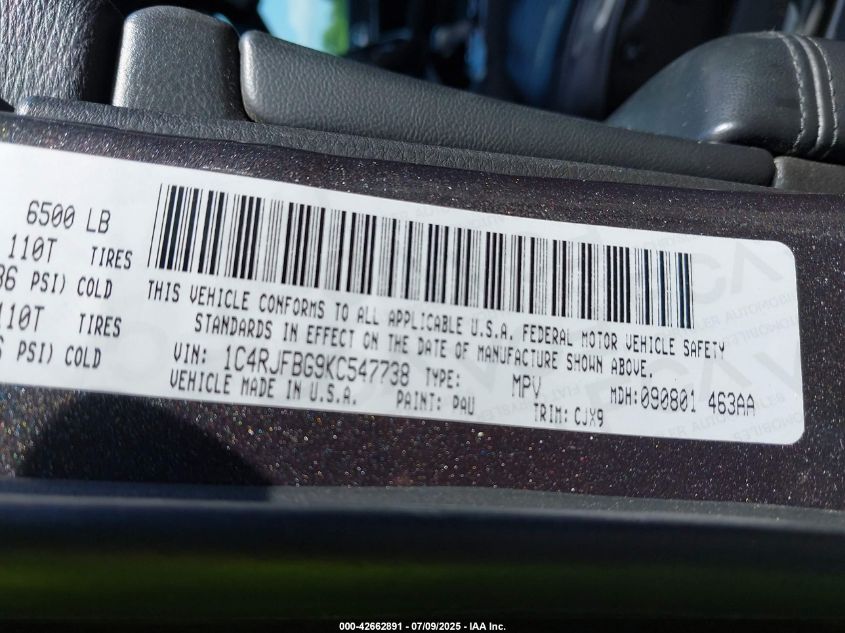 6500 LB
110T TIRES
36 PSI) COLD
110T TIRES
PSI) COLD
THIS VEHICLE CONFORMS TO ALL APPLICABLE U.S.A. FEDERAL MOTOR VEHICLE SAFETY
STANDARDS IN EFFECT ON THE DATE OF MANUFACTURE SHOWN ABOVE.
VIN: 1C4RJFBG9KC547738 TYPE: MPV MDH:090801 463AA
VEHICLE MADE IN U.S.A. PAINT: PAU TRIM: CJX9
000-42662891 - 07/09/2025 - IAA Inc.